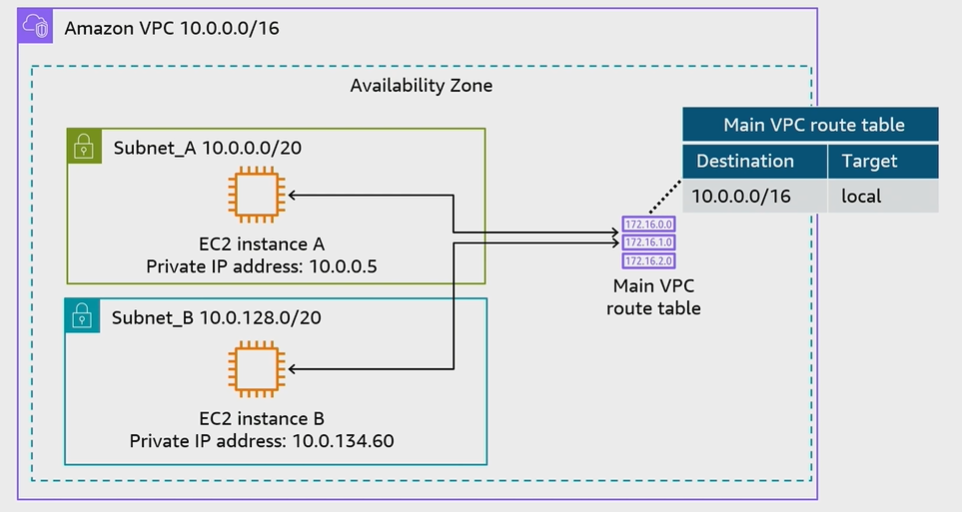 Amazon VPC 10.0.0.0/16
Availability Zone
Main VPC route table
Destination Target
10.0.0.0/16 local
Subnet_A 10.0.0.0/20
EC2 instance A
Private IP address: 10.0.0.5
172.16.0.0
172.16.1.0
172.16.2.0
Main VPC
route table
Subnet_B 10.0.128.0/20
EC2 instance B
Private IP address: 10.0.134.60